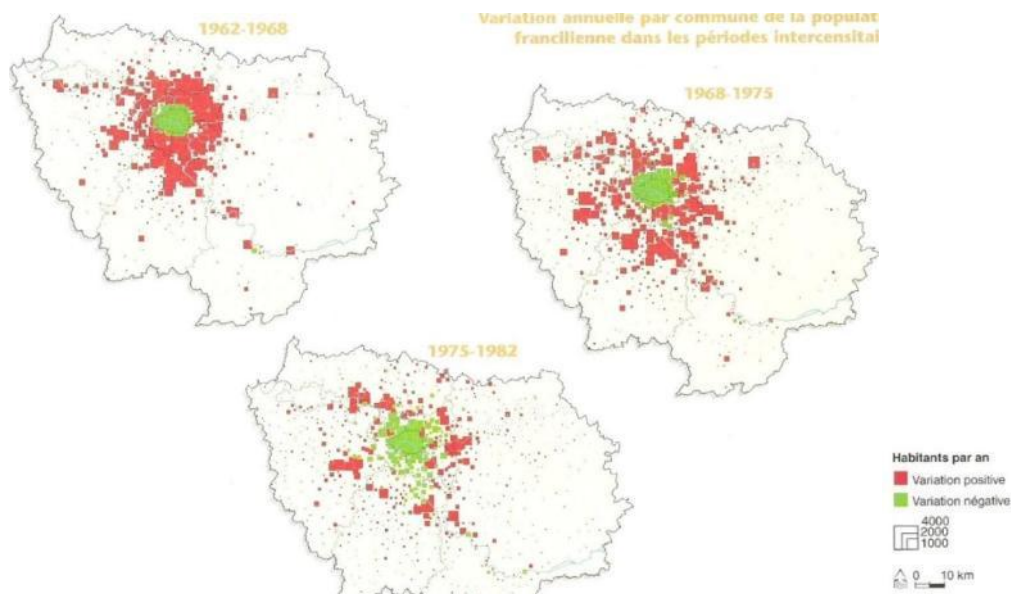 Variation annuelle par commune de la populat
francilienne dans les périodes intercensitai
1962-1968
1968-1975
1975-1982
Habitants par an
Variation positive
Variation négative
4000
2000
1000
0 10 km